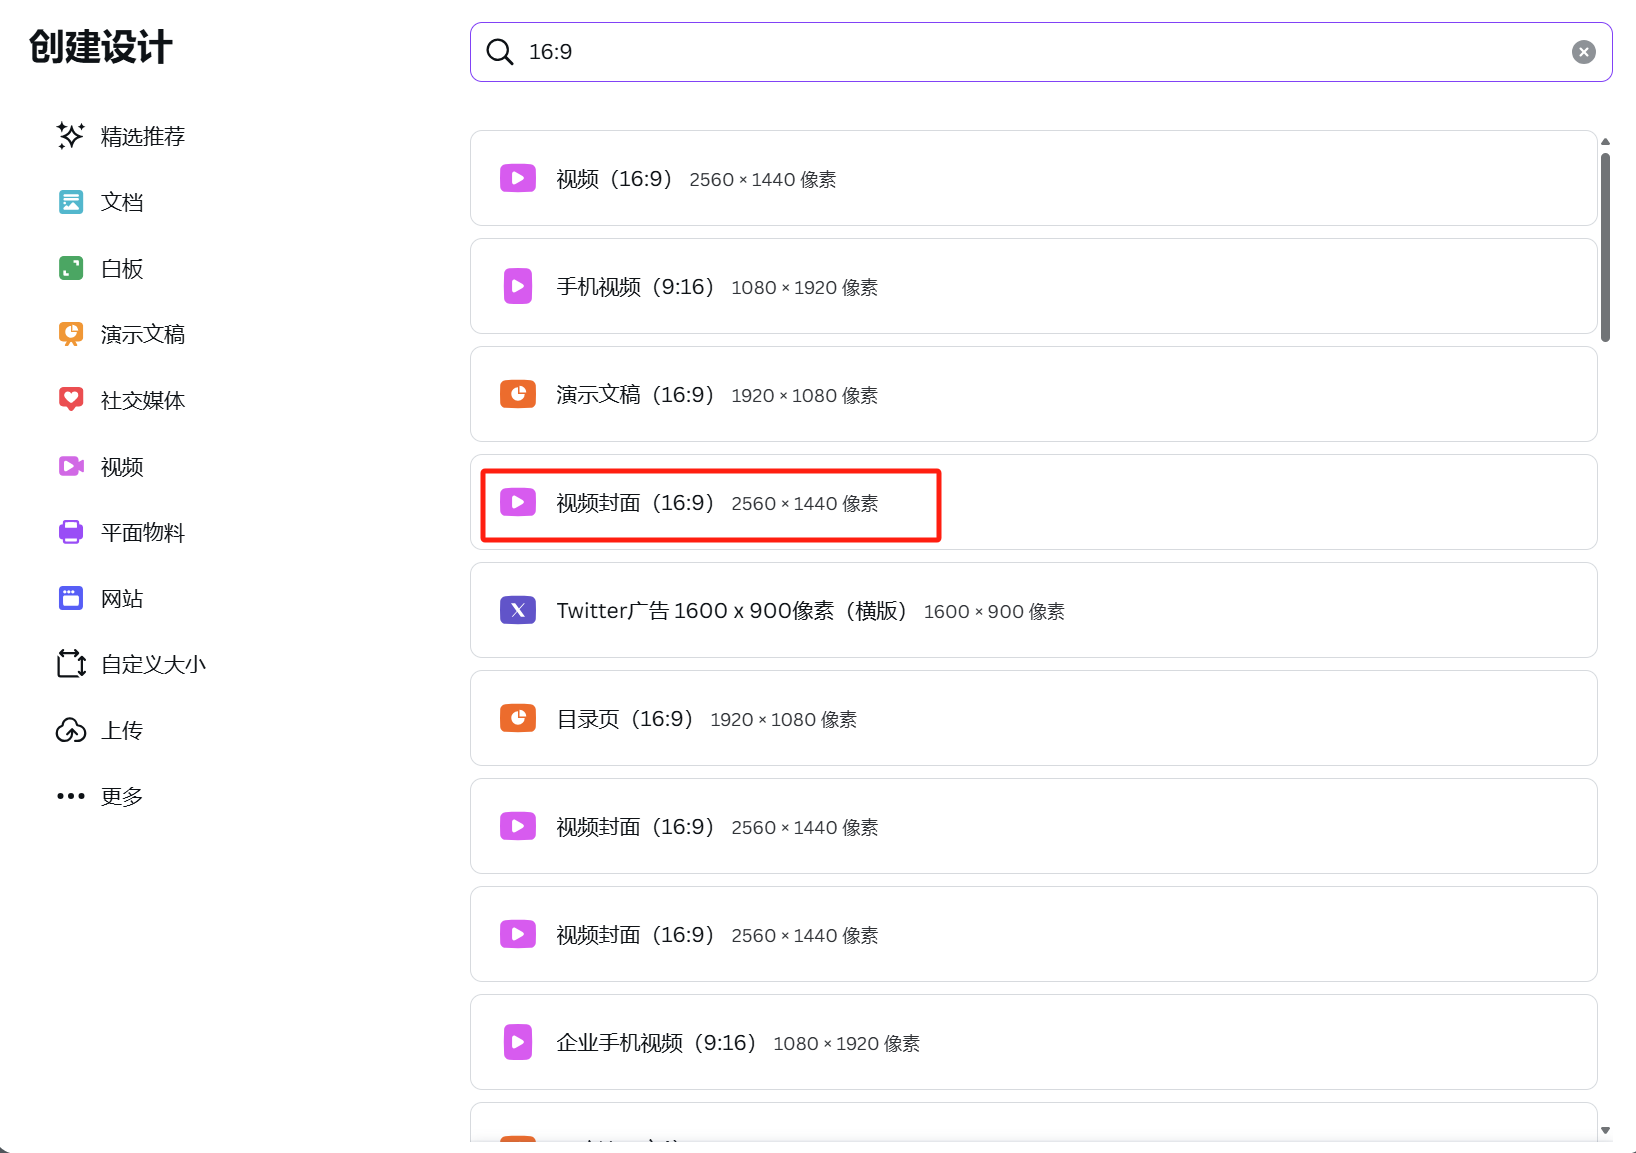 创建设计
16:9
精选推荐
文档
白板
演示文稿
社交媒体
视频
平面物料
网站
自定义大小
上传
更多
视频（16:9） 2560 × 1440 像素
手机视频（9:16） 1080 × 1920 像素
演示文稿（16:9） 1920 × 1080 像素
视频封面（16:9） 2560 × 1440 像素
Twitter广告 1600 x 900像素（横版） 1600 × 900 像素
目录页（16:9） 1920 × 1080 像素
视频封面（16:9） 2560 × 1440 像素
视频封面（16:9） 2560 × 1440 像素
企业手机视频（9:16） 1080 × 1920 像素